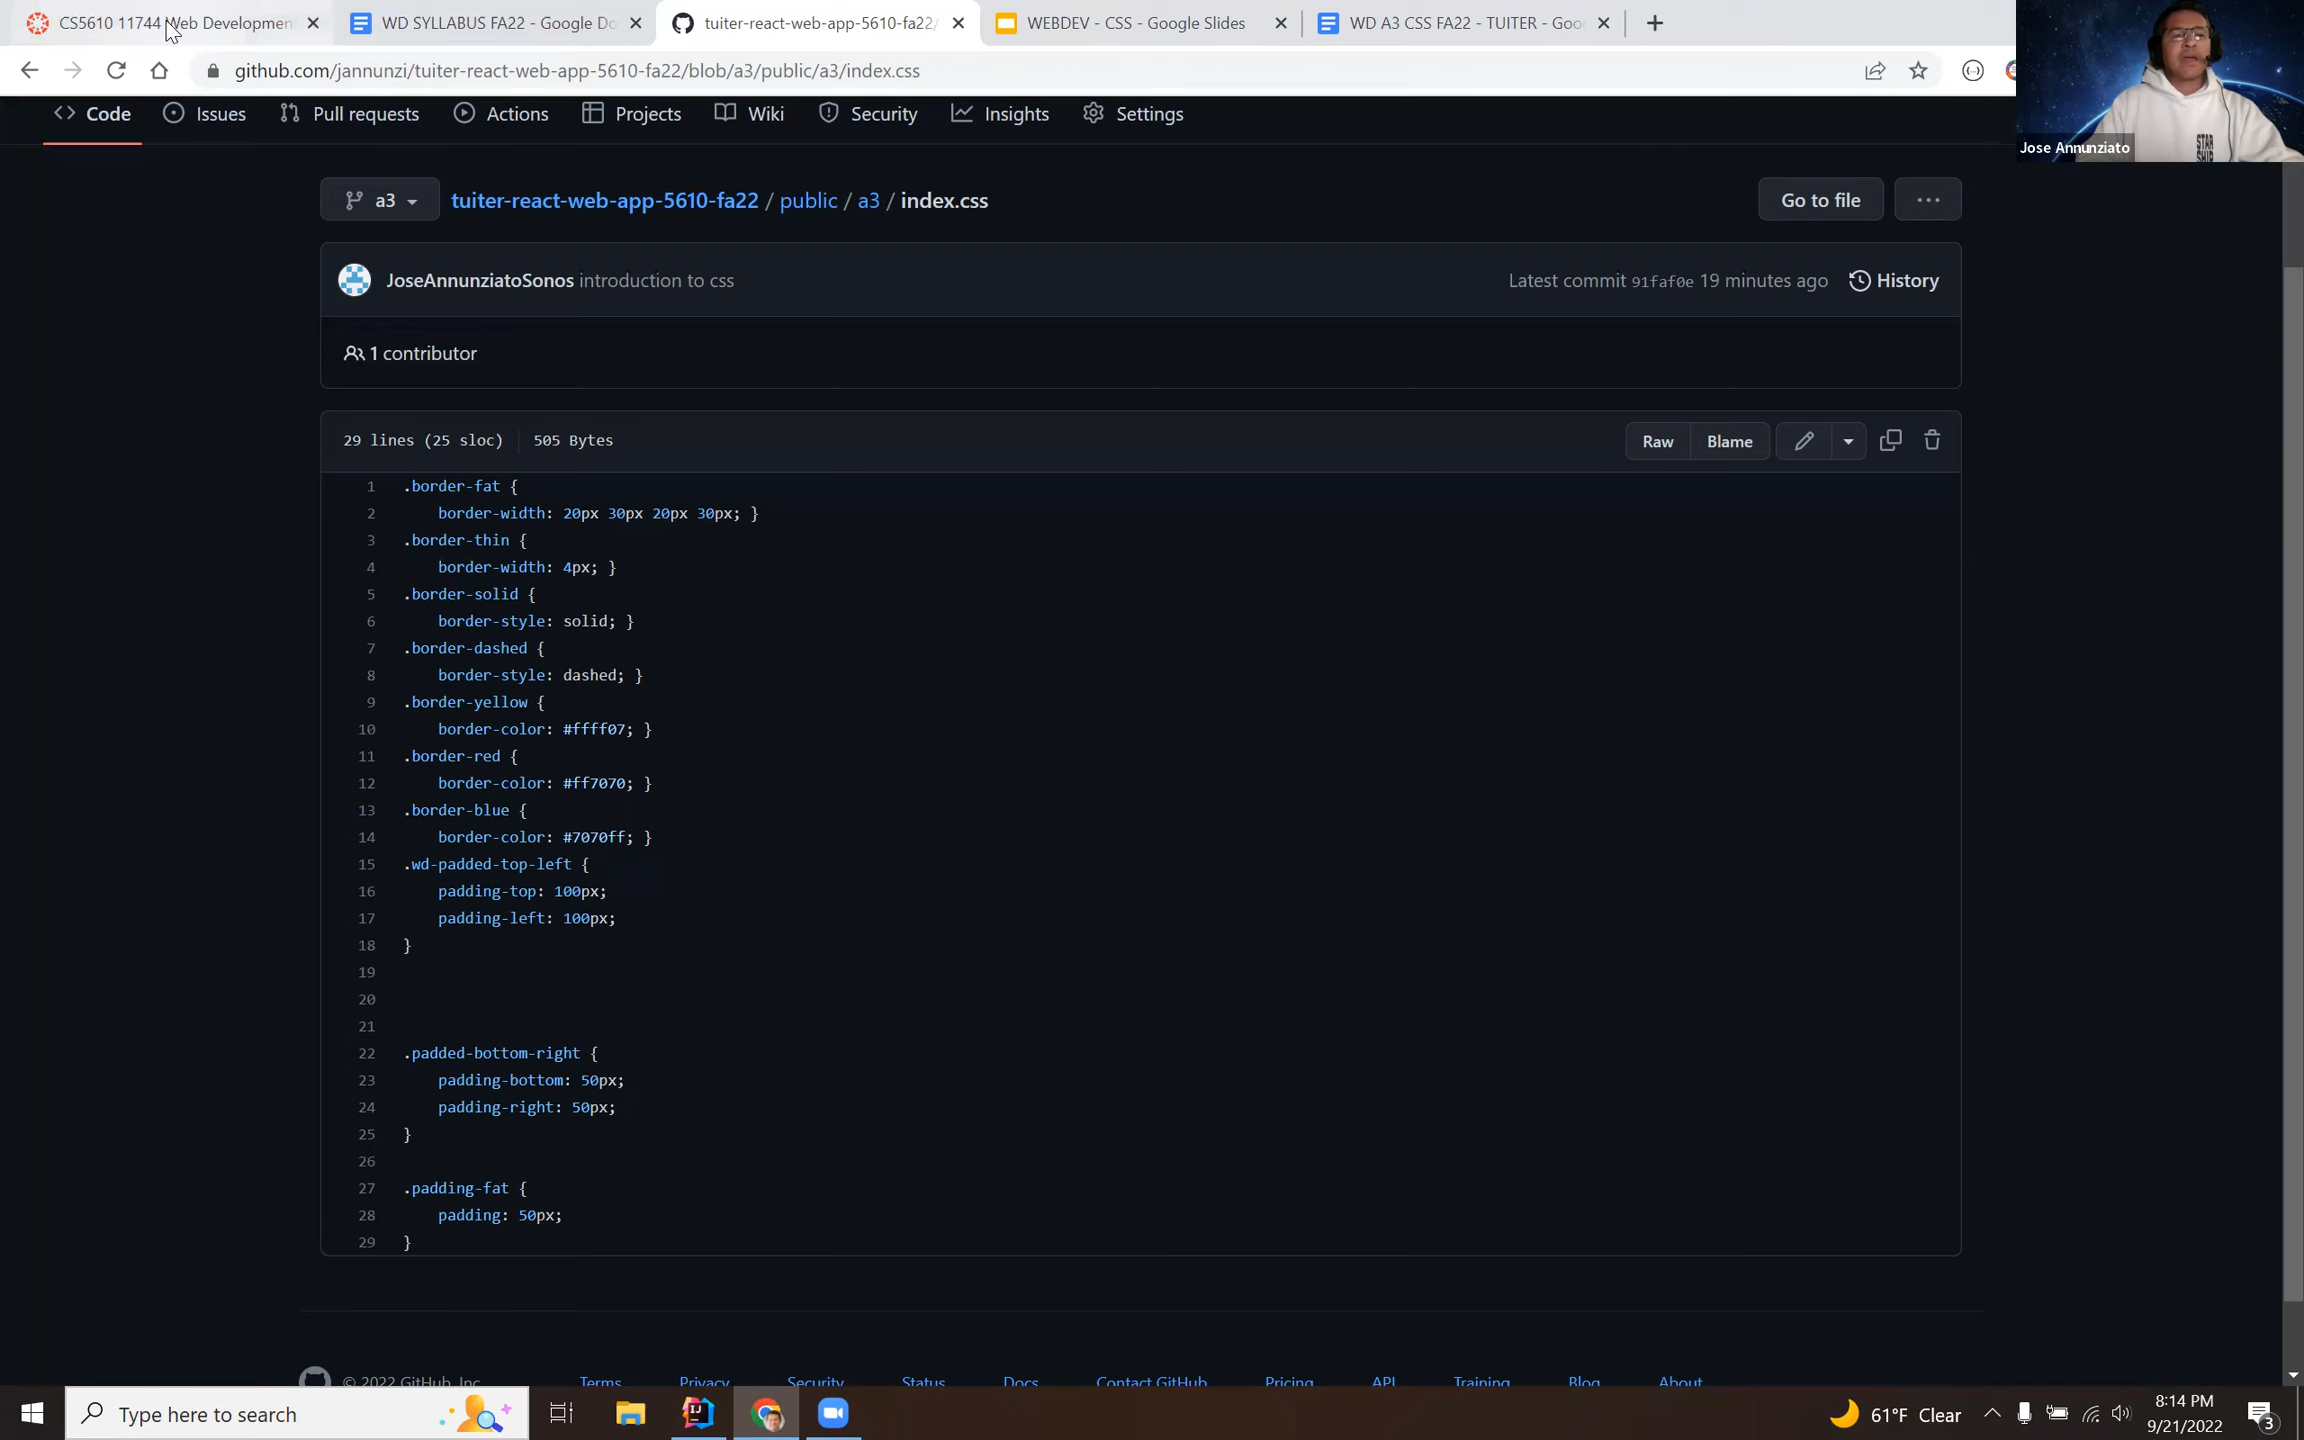 CS5610 11744 Web Development
WD SYLLABUS FA22 - Google Do
tuiter-react-web-app-5610-fa22/
WEBDEV - CSS - Google Slides
WD A3 CSS FA22 - TUITER - Goo
github.com/jannunzi/tuiter-react-web-app-5610-fa22/blob/a3/public/a3/index.css
Code Issues Pull requests Actions Projects Wiki Security Insights Settings
Jose Annunziato
a3 tuiter-react-web-app-5610-fa22 / public / a3 / index.css Go to file ...
JoseAnnunziatoSonos introduction to css Latest commit 91faf0e 19 minutes ago History
1 contributor
29 lines (25 sloc) 505 Bytes Raw Blame
1 .border-fat {
2 border-width: 20px 30px 20px 30px; }
3 .border-thin {
4 border-width: 4px; }
5 .border-solid {
6 border-style: solid; }
7 .border-dashed {
8 border-style: dashed; }
9 .border-yellow {
10 border-color: #ffff07; }
11 .border-red {
12 border-color: #ff7070; }
13 .border-blue {
14 border-color: #7070ff; }
15 .wd-padded-top-left {
16 padding-top: 100px;
17 padding-left: 100px;
18 }
19
20
21
22 .padded-bottom-right {
23 padding-bottom: 50px;
24 padding-right: 50px;
25 }
26
27 .padding-fat {
28 padding: 50px;
29 }
© 2022 GitHub, Inc. Terms Privacy Security Status Docs Contact GitHub Pricing API Training Blog About
Type here to search
61°F Clear
8:14 PM
9/21/2022
3